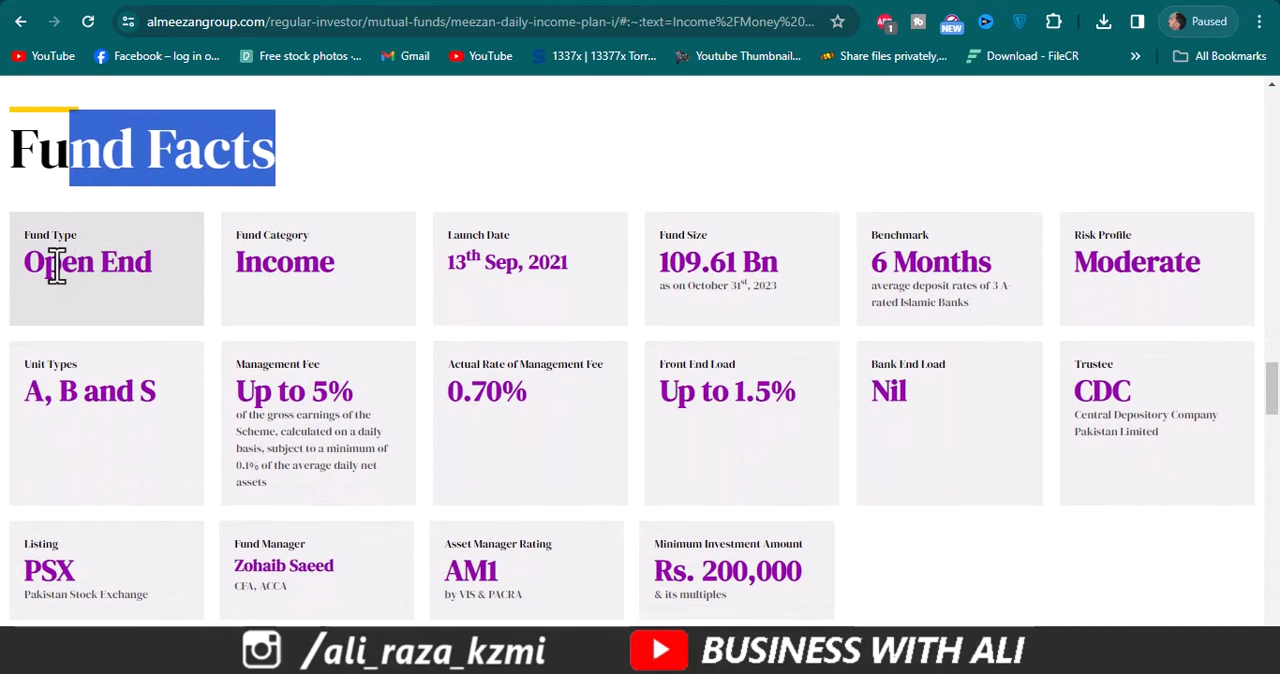 almeezangroup.com/regular-investor/mutual-funds/meezan-daily-income-plan-i/#:~:text=Income%2FMoney%20...
1
NEW
Paused
YouTube
Facebook – log in o...
Free stock photos -...
Gmail
YouTube
1337x | 13377x Torr...
Youtube Thumbnail...
Share files privately,...
Download - FileCR
»
All Bookmarks
Fund Facts
Fund Type
Open End
Fund Category
Income
Launch Date
13th Sep, 2021
Fund Size
109.61 Bn
as on October 31st, 2023
Benchmark
6 Months
average deposit rates of 3 A-
rated Islamic Banks
Risk Profile
Moderate
Unit Types
A, B and S
Management Fee
Up to 5%
of the gross earnings of the
Scheme, calculated on a daily
basis, subject to a minimum of
0.1% of the average daily net
assets
Actual Rate of Management Fee
0.70%
Front End Load
Up to 1.5%
Bank End Load
Nil
Trustee
CDC
Central Depository Company
Pakistan Limited
Listing
PSX
Pakistan Stock Exchange
Fund Manager
Zohaib Saeed
CFA, ACCA
Asset Manager Rating
AM1
by VIS & PACRA
Minimum Investment Amount
Rs. 200,000
& its multiples
/ali_raza_kzmi
BUSINESS WITH ALI